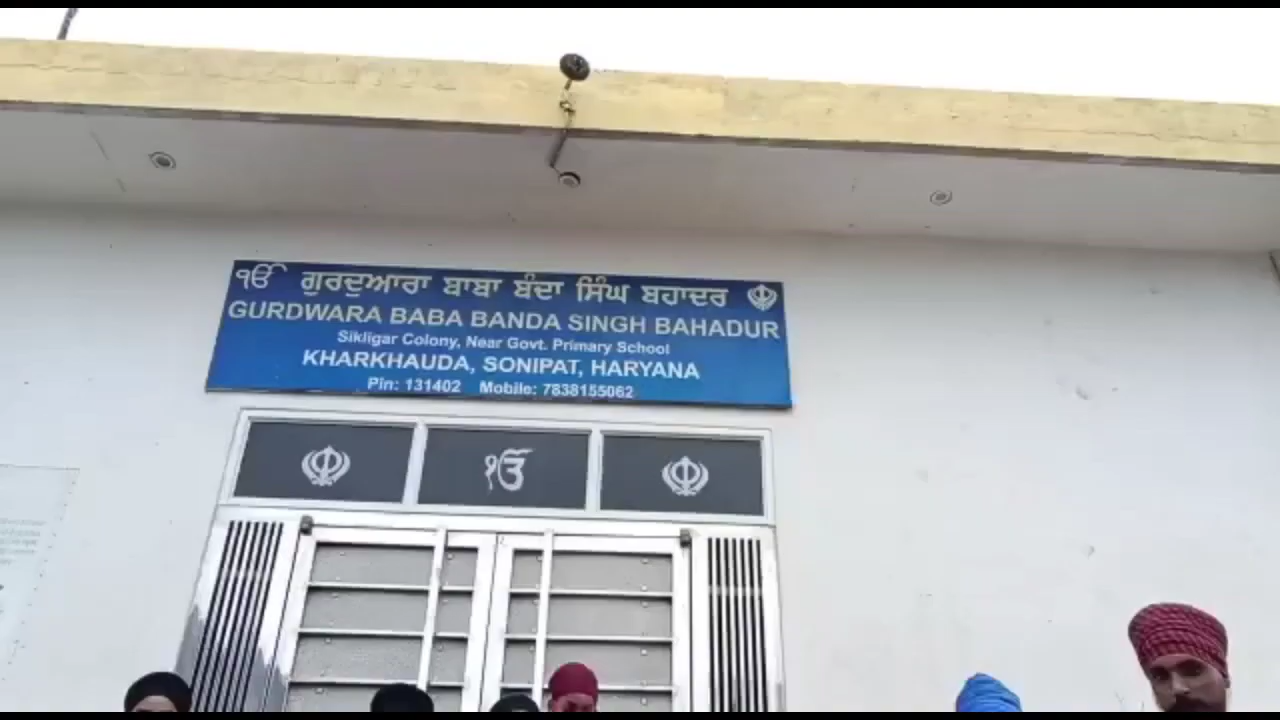 ੴ ਗੁਰਦੁਆਰਾ ਬਾਬਾ ਬੰਦਾ ਸਿੰਘ ਬਹਾਦਰ
GURDWARA BABA BANDA SINGH BAHADUR
Sikligar Colony, Near Govt. Primary School
KHARKHAUDA, SONIPAT, HARYANA
Pin: 131402 Mobile: 7838155062
ੴ